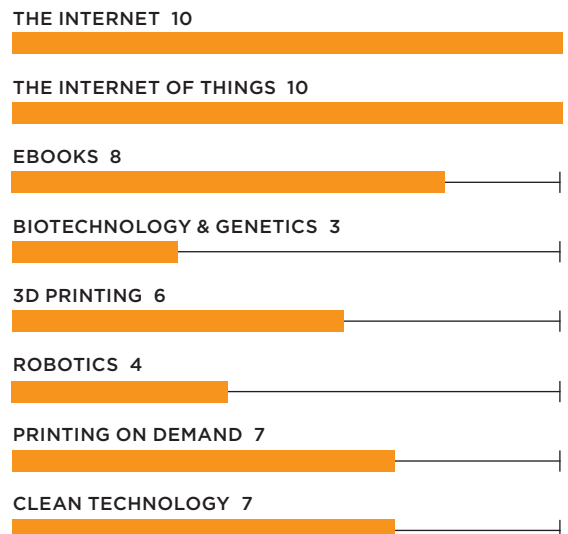 THE INTERNET 10
THE INTERNET OF THINGS 10
EBOOKS 8
BIOTECHNOLOGY & GENETICS 3
3D PRINTING 6
ROBOTICS 4
PRINTING ON DEMAND 7
CLEAN TECHNOLOGY 7